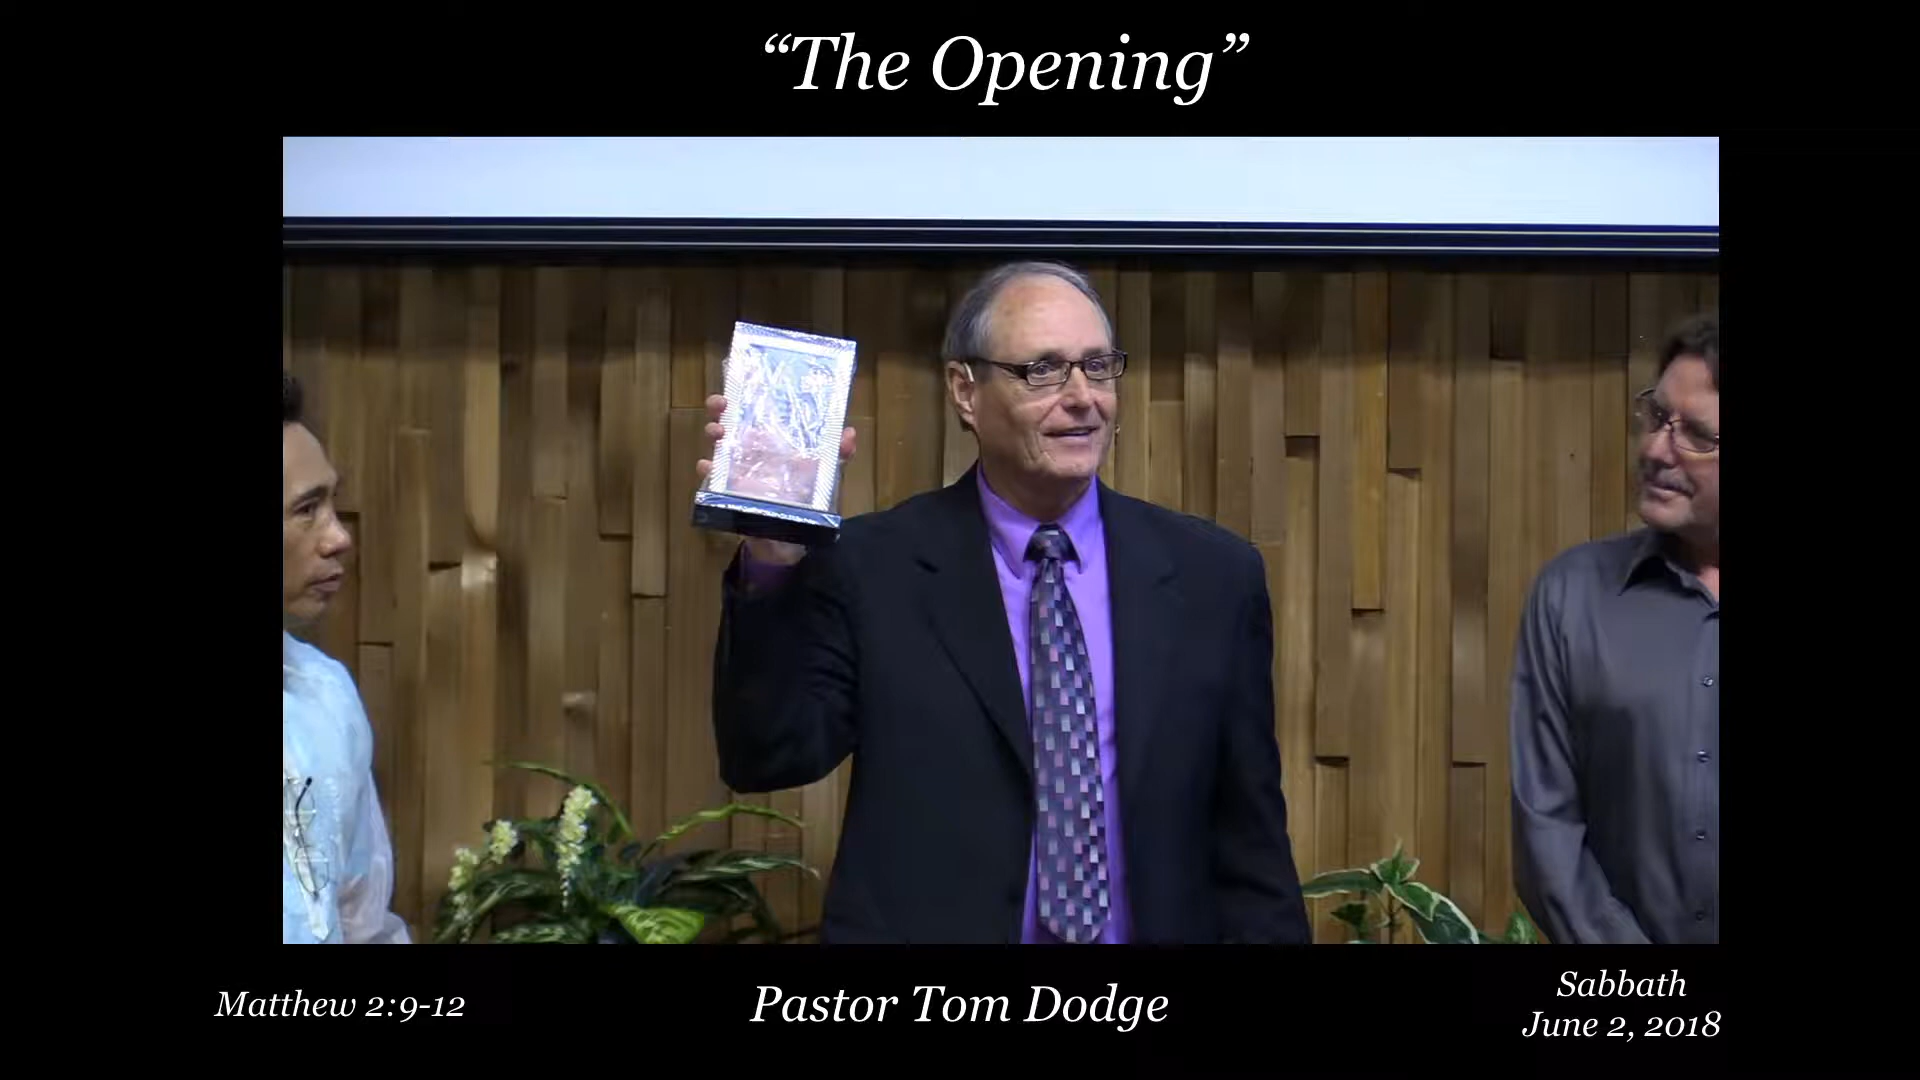 “The Opening”
Matthew 2:9-12
Pastor Tom Dodge
Sabbath
June 2, 2018